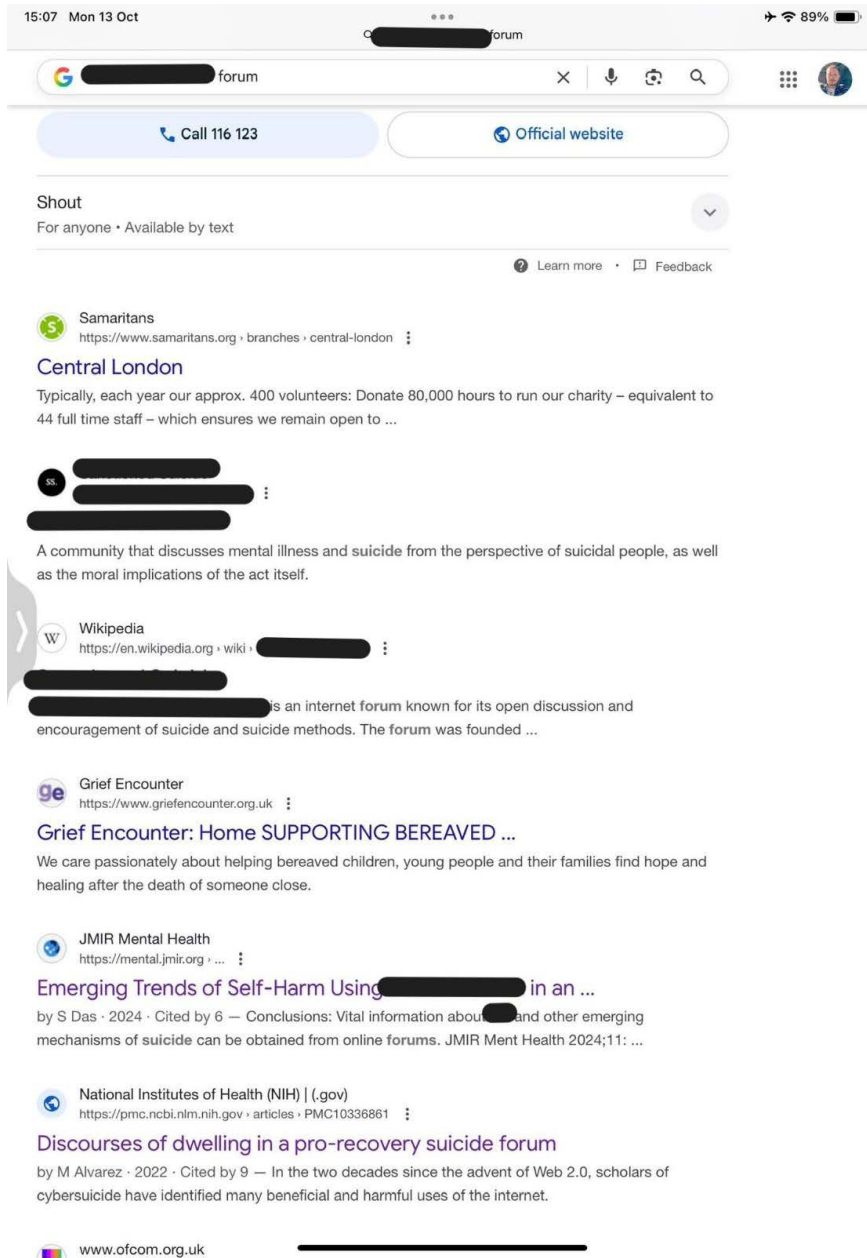 15:07 Mon 13 Oct
89%
forum
forum
Call 116 123
Official website
Shout
For anyone • Available by text
Learn more • Feedback
Samaritans
https://www.samaritans.org › branches › central-london
Central London
Typically, each year our approx. 400 volunteers: Donate 80,000 hours to run our charity – equivalent to
44 full time staff – which ensures we remain open to ...
ss.
A community that discusses mental illness and suicide from the perspective of suicidal people, as well
as the moral implications of the act itself.
W
Wikipedia
https://en.wikipedia.org › wiki ›
is an internet forum known for its open discussion and
encouragement of suicide and suicide methods. The forum was founded ...
ge
Grief Encounter
https://www.griefencounter.org.uk
Grief Encounter: Home SUPPORTING BEREAVED ...
We care passionately about helping bereaved children, young people and their families find hope and
healing after the death of someone close.
JMIR Mental Health
https://mental.jmir.org › ...
Emerging Trends of Self-Harm Using in an ...
by S Das · 2024 · Cited by 6 — Conclusions: Vital information about and other emerging
mechanisms of suicide can be obtained from online forums. JMIR Ment Health 2024;11: ...
National Institutes of Health (NIH) | (.gov)
https://pmc.ncbi.nlm.nih.gov › articles › PMC10336861
Discourses of dwelling in a pro-recovery suicide forum
by M Alvarez · 2022 · Cited by 9 — In the two decades since the advent of Web 2.0, scholars of
cybersuicide have identified many beneficial and harmful uses of the internet.
www.ofcom.org.uk